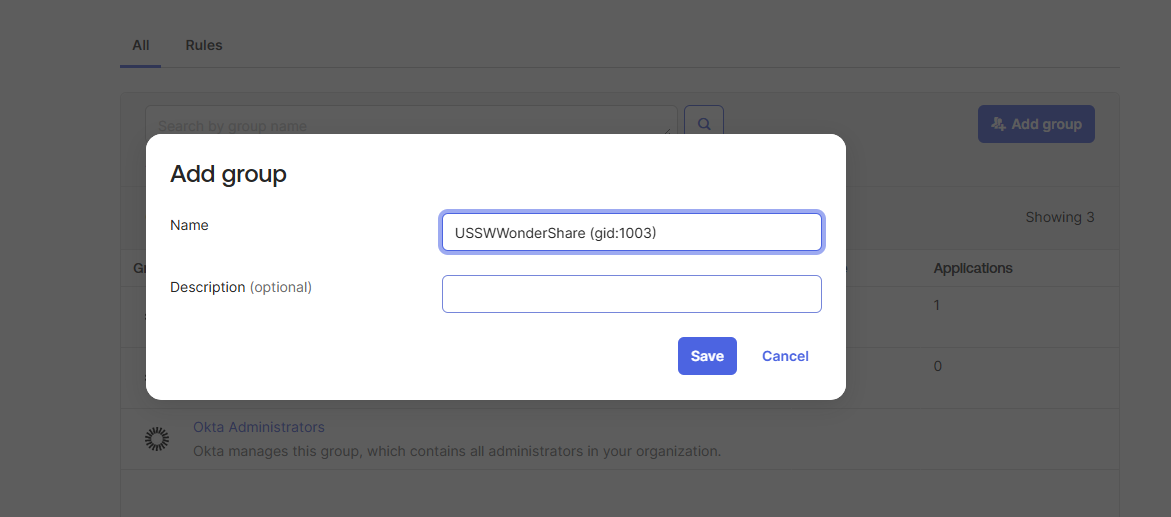 All Rules
Search by group name
Add group
Add group
Name
USSWWonderShare (gid:1003)
Showing 3
Applications
Description (optional)
1
Save Cancel
0
Okta Administrators
Okta manages this group, which contains all administrators in your organization.